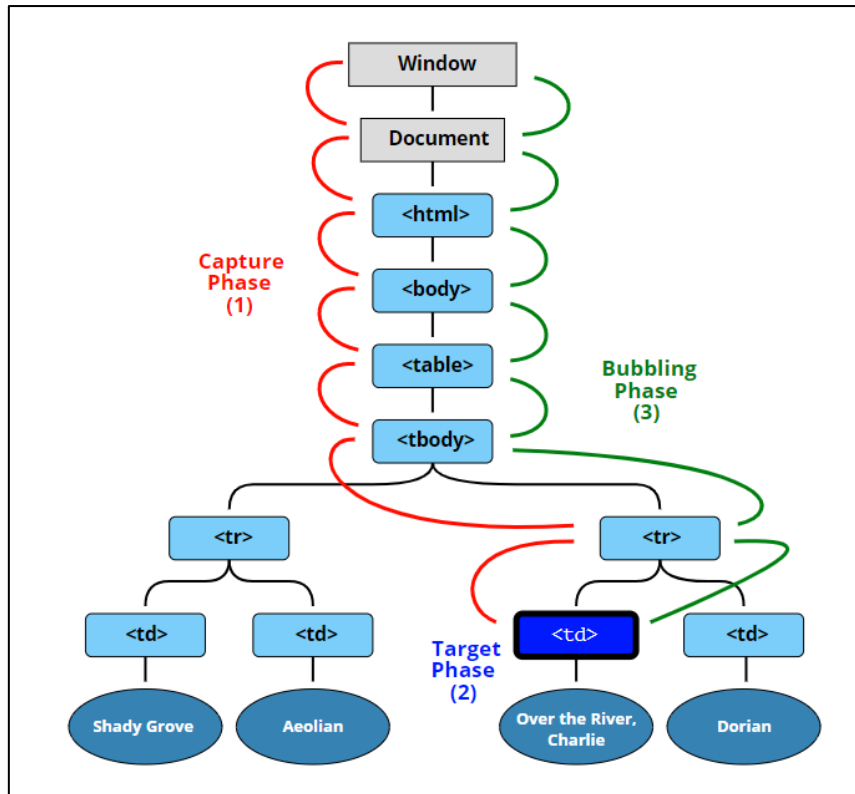 Window
Document
<html>
Capture
Phase
(1)
<body>
<table>
Bubbling
Phase
(3)
<tbody>
<tr>
<tr>
<td>
<td>
<td>
<td>
Target
Phase
(2)
Shady Grove
Aeolian
Over the River,
Charlie
Dorian